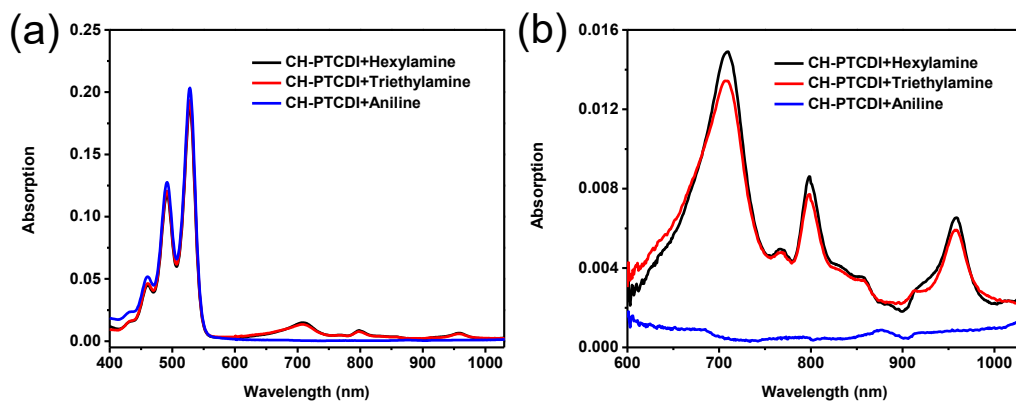 (a)
0.25
0.20
0.15
0.10
0.05
0.00
Absorption
CH-PTCDI+Hexylamine
CH-PTCDI+Triethylamine
CH-PTCDI+Aniline
400 500 600 700 800 900 1000
Wavelength (nm)
(b)
0.016
0.012
0.008
0.004
0.000
Absorption
CH-PTCDI+Hexylamine
CH-PTCDI+Triethylamine
CH-PTCDI+Aniline
600 700 800 900 1000
Wavelength (nm)